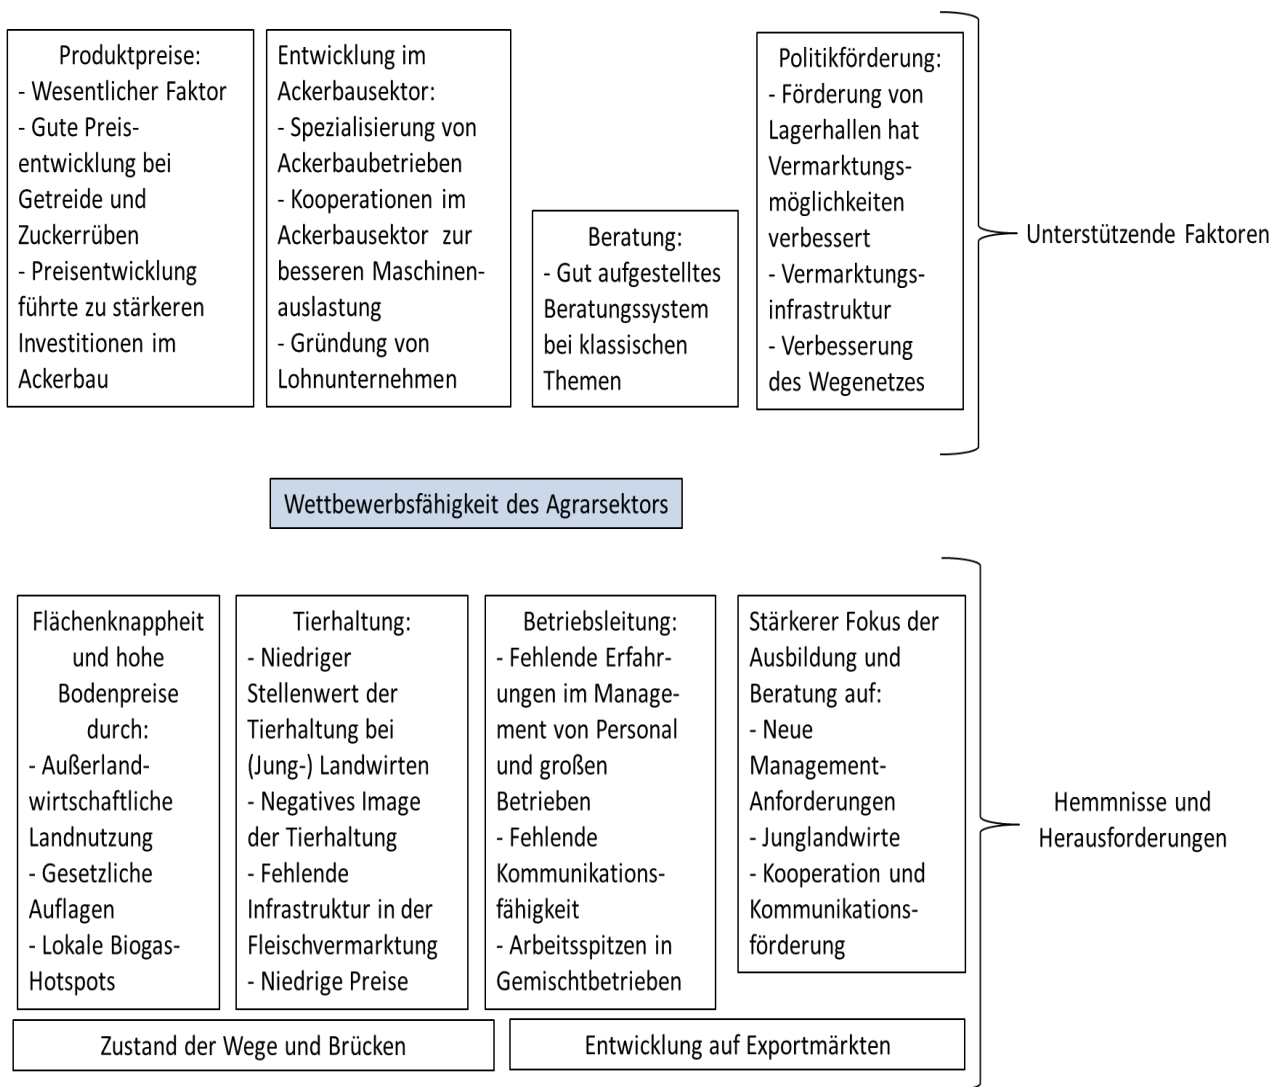 Produktpreise:
- Wesentlicher Faktor
- Gute Preis-
entwicklung bei
Getreide und
Zuckerrüben
- Preisentwicklung
führte zu stärkeren
Investitionen im
Ackerbau
Entwicklung im
Ackerbausektor:
- Spezialisierung von
Ackerbaubetrieben
- Kooperationen im
Ackerbausektor zur
besseren Maschinen-
auslastung
- Gründung von
Lohnunternehmen
Beratung:
- Gut aufgestelltes
Beratungssystem
bei klassischen
Themen
Politikförderung:
- Förderung von
Lagerhallen hat
Vermarktungs-
möglichkeiten
verbessert
- Vermarktungs-
infrastruktur
- Verbesserung
des Wegenetzes
Unterstützende Faktoren
Wettbewerbsfähigkeit des Agrarsektors
Flächenknappheit
und hohe
Bodenpreise
durch:
- Außerland-
wirtschaftliche
Landnutzung
- Gesetzliche
Auflagen
- Lokale Biogas-
Hotspots
Tierhaltung:
- Niedriger
Stellenwert der
Tierhaltung bei
(Jung-) Landwirten
- Negatives Image
der Tierhaltung
- Fehlende
Infrastruktur in der
Fleischvermarktung
- Niedrige Preise
Betriebsleitung:
- Fehlende Erfahr-
ungen im Manage-
ment von Personal
und großen
Betrieben
- Fehlende
Kommunikations-
fähigkeit
- Arbeitsspitzen in
Gemischtbetrieben
Stärkerer Fokus der
Ausbildung und
Beratung auf:
- Neue
Management-
Anforderungen
- Junglandwirte
- Kooperation und
Kommunikations-
förderung
Hemmnisse und
Herausforderungen
Zustand der Wege und Brücken
Entwicklung auf Exportmärkten